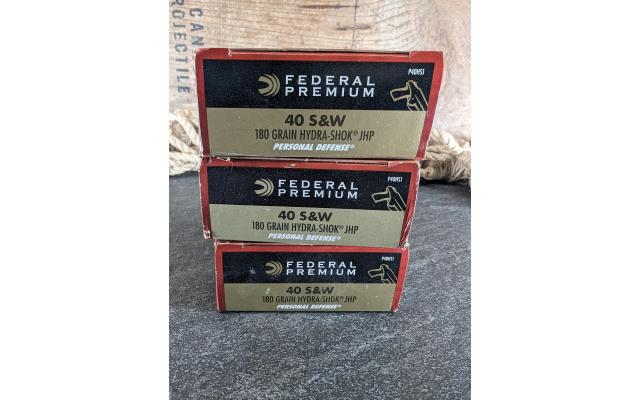 CAN
PROJECTILE
P40HS1
FEDERAL
PREMIUM
40 S&W
180 GRAIN HYDRA-SHOK® JHP
PERSONAL DEFENSE®
P40HS1
FEDERAL
PREMIUM
40 S&W
180 GRAIN HYDRA-SHOK® JHP
PERSONAL DEFENSE®
P40HS1
FEDERAL
PREMIUM
40 S&W
180 GRAIN HYDRA-SHOK® JHP
PERSONAL DEFENSE®